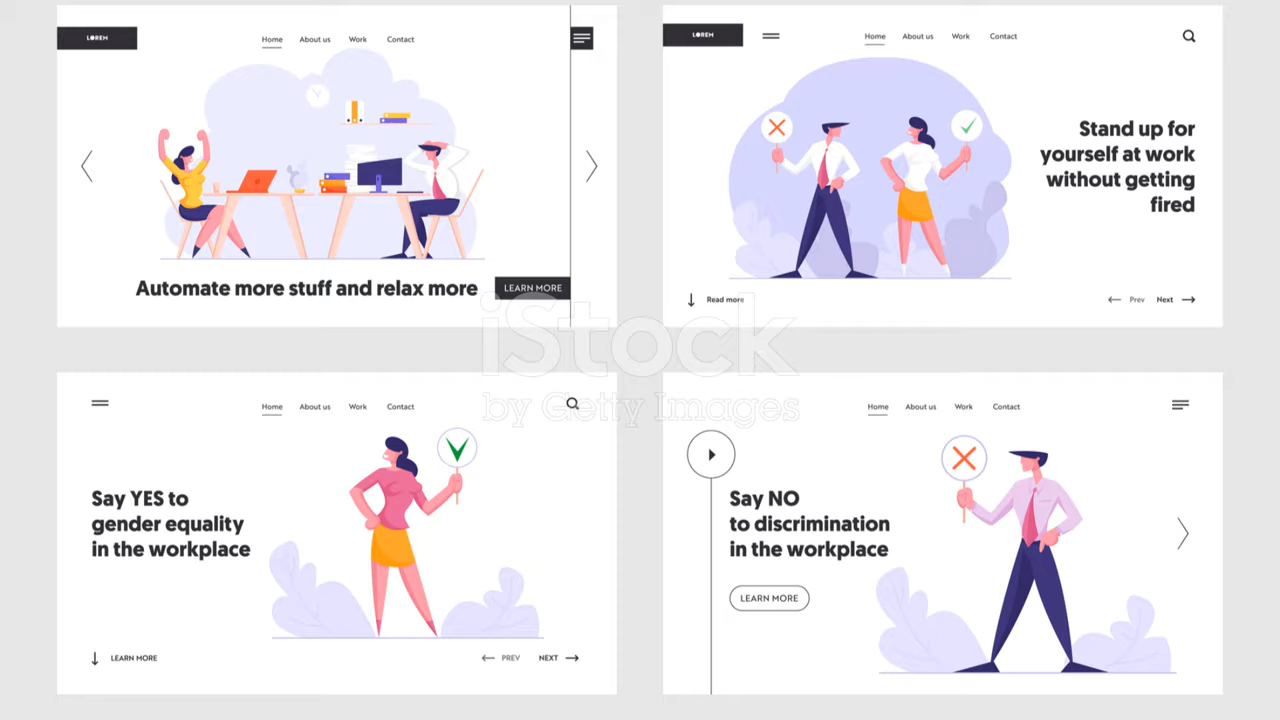 LOREM
Home About us Work Contact
Automate more stuff and relax more
LEARN MORE
LOREM
Home About us Work Contact
Stand up for
yourself at work
without getting
fired
Read more
Prev Next
iStock
by Getty Images
Home About us Work Contact
Say YES to
gender equality
in the workplace
LEARN MORE
PREV NEXT
Home About us Work Contact
Say NO
to discrimination
in the workplace
LEARN MORE